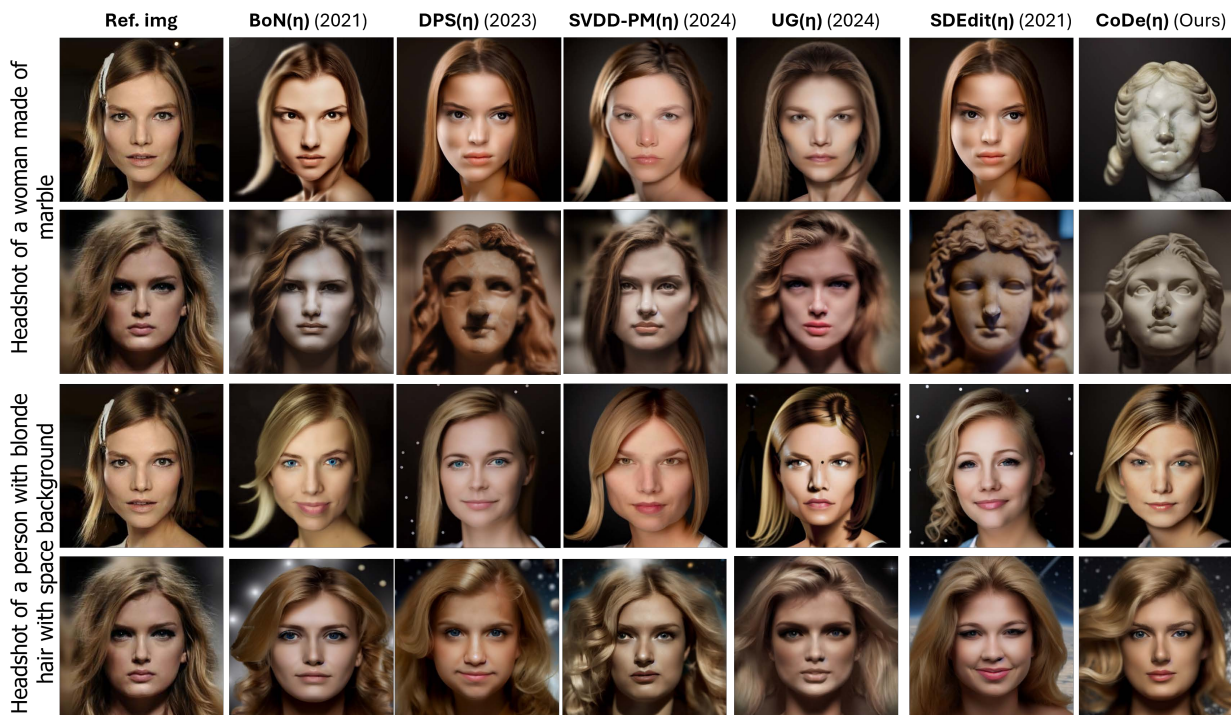 Ref. img BoN(η) (2021) DPS(η) (2023) SVDD-PM(η) (2024) UG(η) (2024) SDEdit(η) (2021) CoDe(η) (Ours)
Headshot of a woman made of
marble
Headshot of a person with blonde
hair with space background